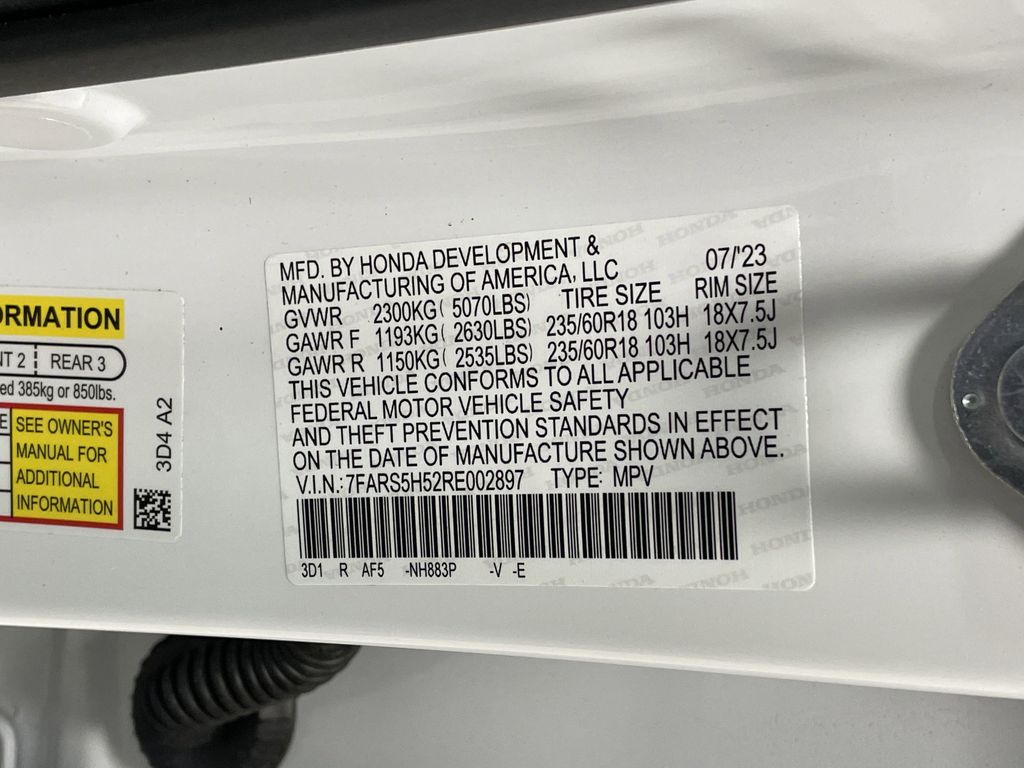 ORMATION
NT 2 REAR 3
ed 385kg or 850lbs.
E SEE OWNER'S
MANUAL FOR
ADDITIONAL
INFORMATION
3D4 A2
MFD. BY HONDA DEVELOPMENT &
MANUFACTURING OF AMERICA, LLC 07/'23
GVWR 2300KG( 5070LBS) TIRE SIZE RIM SIZE
GAWR F 1193KG( 2630LBS) 235/60R18 103H 18X7.5J
GAWR R 1150KG( 2535LBS) 235/60R18 103H 18X7.5J
THIS VEHICLE CONFORMS TO ALL APPLICABLE
FEDERAL MOTOR VEHICLE SAFETY
AND THEFT PREVENTION STANDARDS IN EFFECT
ON THE DATE OF MANUFACTURE SHOWN ABOVE.
V.I.N.:7FARS5H52RE002897 TYPE: MPV
3D1 R AF5 -NH883P -V -E